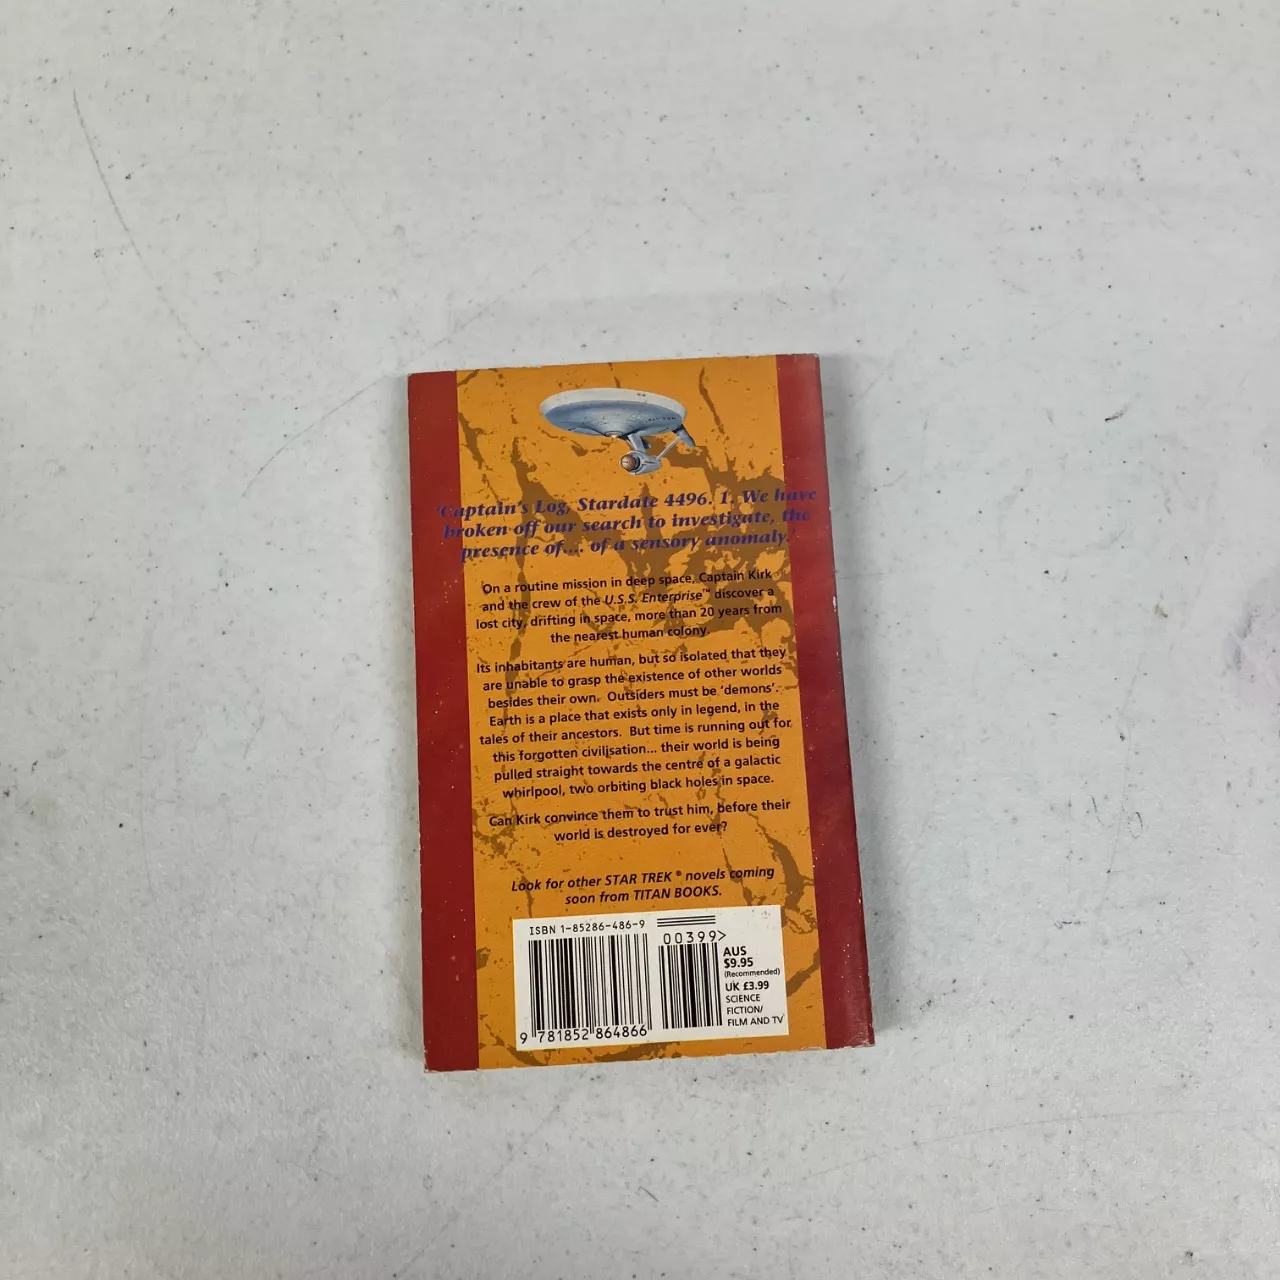 'Captain's Log, Stardate 4496. 1. We have
broken off our search to investigate, the
presence of.... of a sensory anomaly.'
On a routine mission in deep space, Captain Kirk
and the crew of the U.S.S. Enterprise™ discover a
lost city, drifting in space, more than 20 years from
the nearest human colony.
Its inhabitants are human, but so isolated that they
are unable to grasp the existence of other worlds
besides their own. Outsiders must be 'demons'.
Earth is a place that exists only in legend, in the
tales of their ancestors. But time is running out for
this forgotten civilisation... their world is being
pulled straight towards the centre of a galactic
whirlpool, two orbiting black holes in space.
Can Kirk convince them to trust him, before their
world is destroyed for ever?
Look for other STAR TREK® novels coming
soon from TITAN BOOKS.
ISBN 1-85286-486-9
00399>
AUS
$9.95
(Recommended)
UK £3.99
SCIENCE
FICTION/
FILM AND TV
9 781852 864866